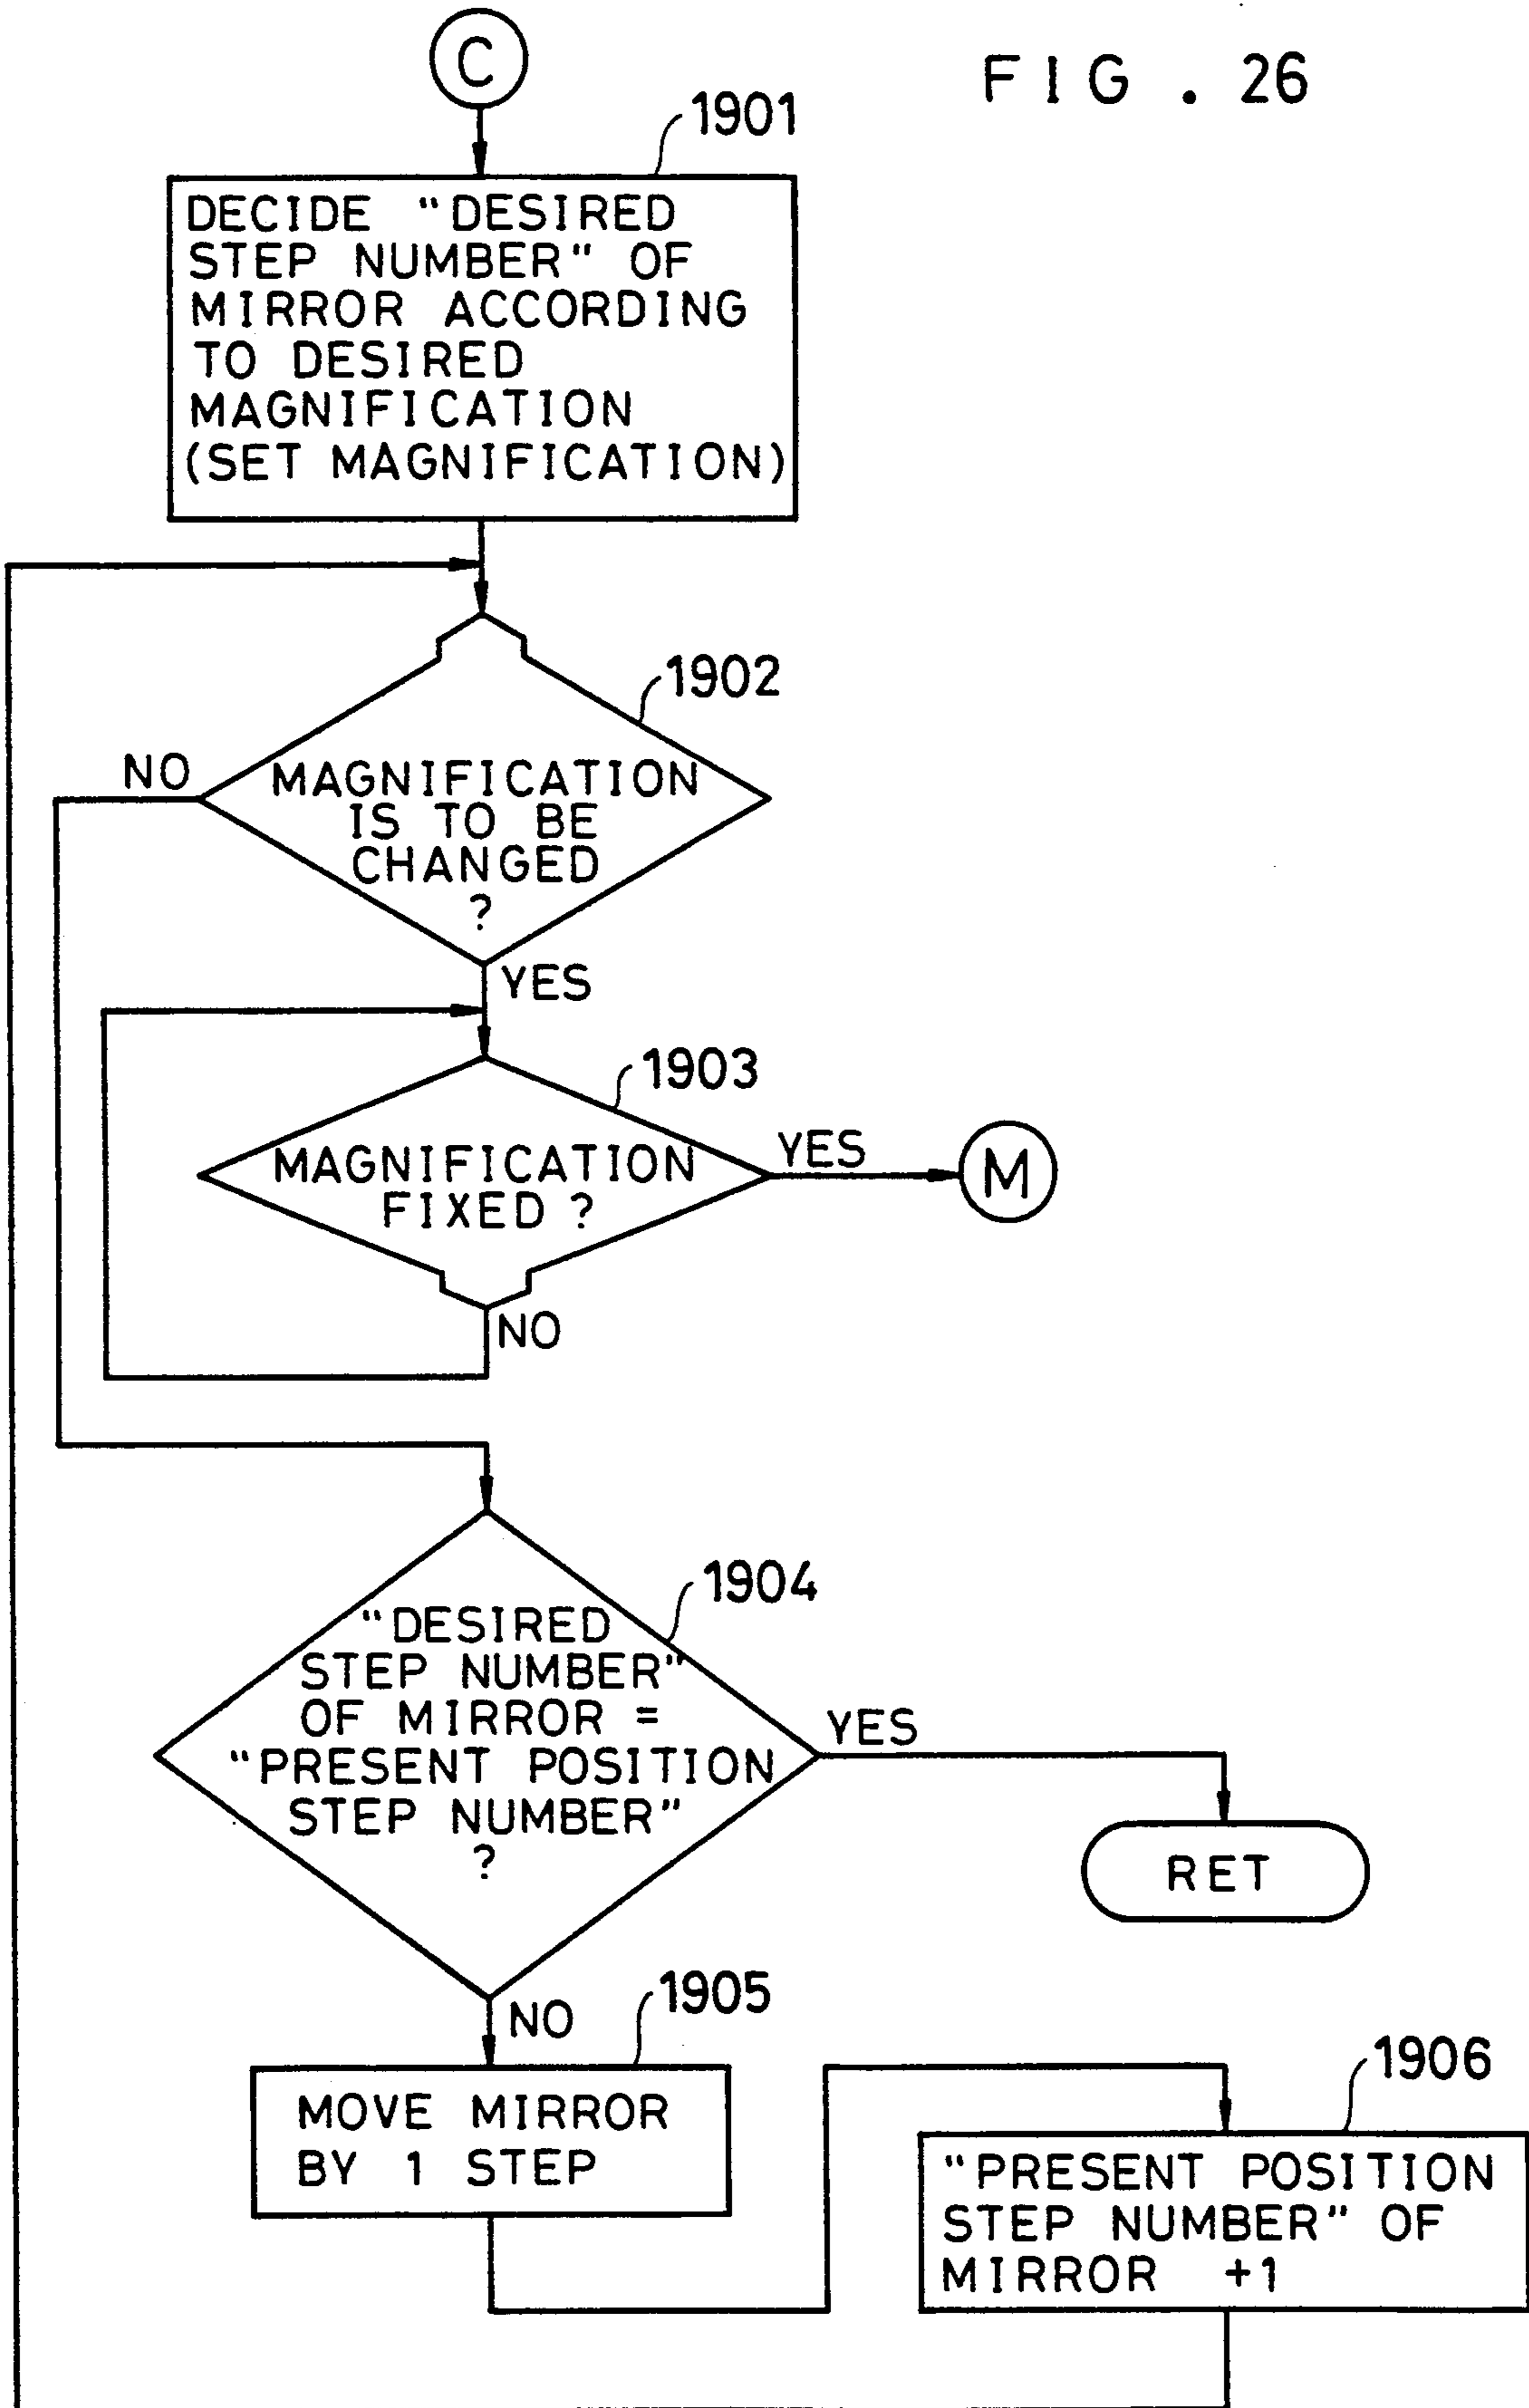 C
FIG. 26
1901
DECIDE "DESIRED
STEP NUMBER" OF
MIRROR ACCORDING
TO DESIRED
MAGNIFICATION
(SET MAGNIFICATION)
1902
NO
MAGNIFICATION
IS TO BE
CHANGED
?
YES
1903
MAGNIFICATION
FIXED ?
YES
M
NO
1904
"DESIRED
STEP NUMBER"
OF MIRROR =
"PRESENT POSITION
STEP NUMBER"
?
YES
RET
NO
1905
MOVE MIRROR
BY 1 STEP
1906
"PRESENT POSITION
STEP NUMBER" OF
MIRROR +1